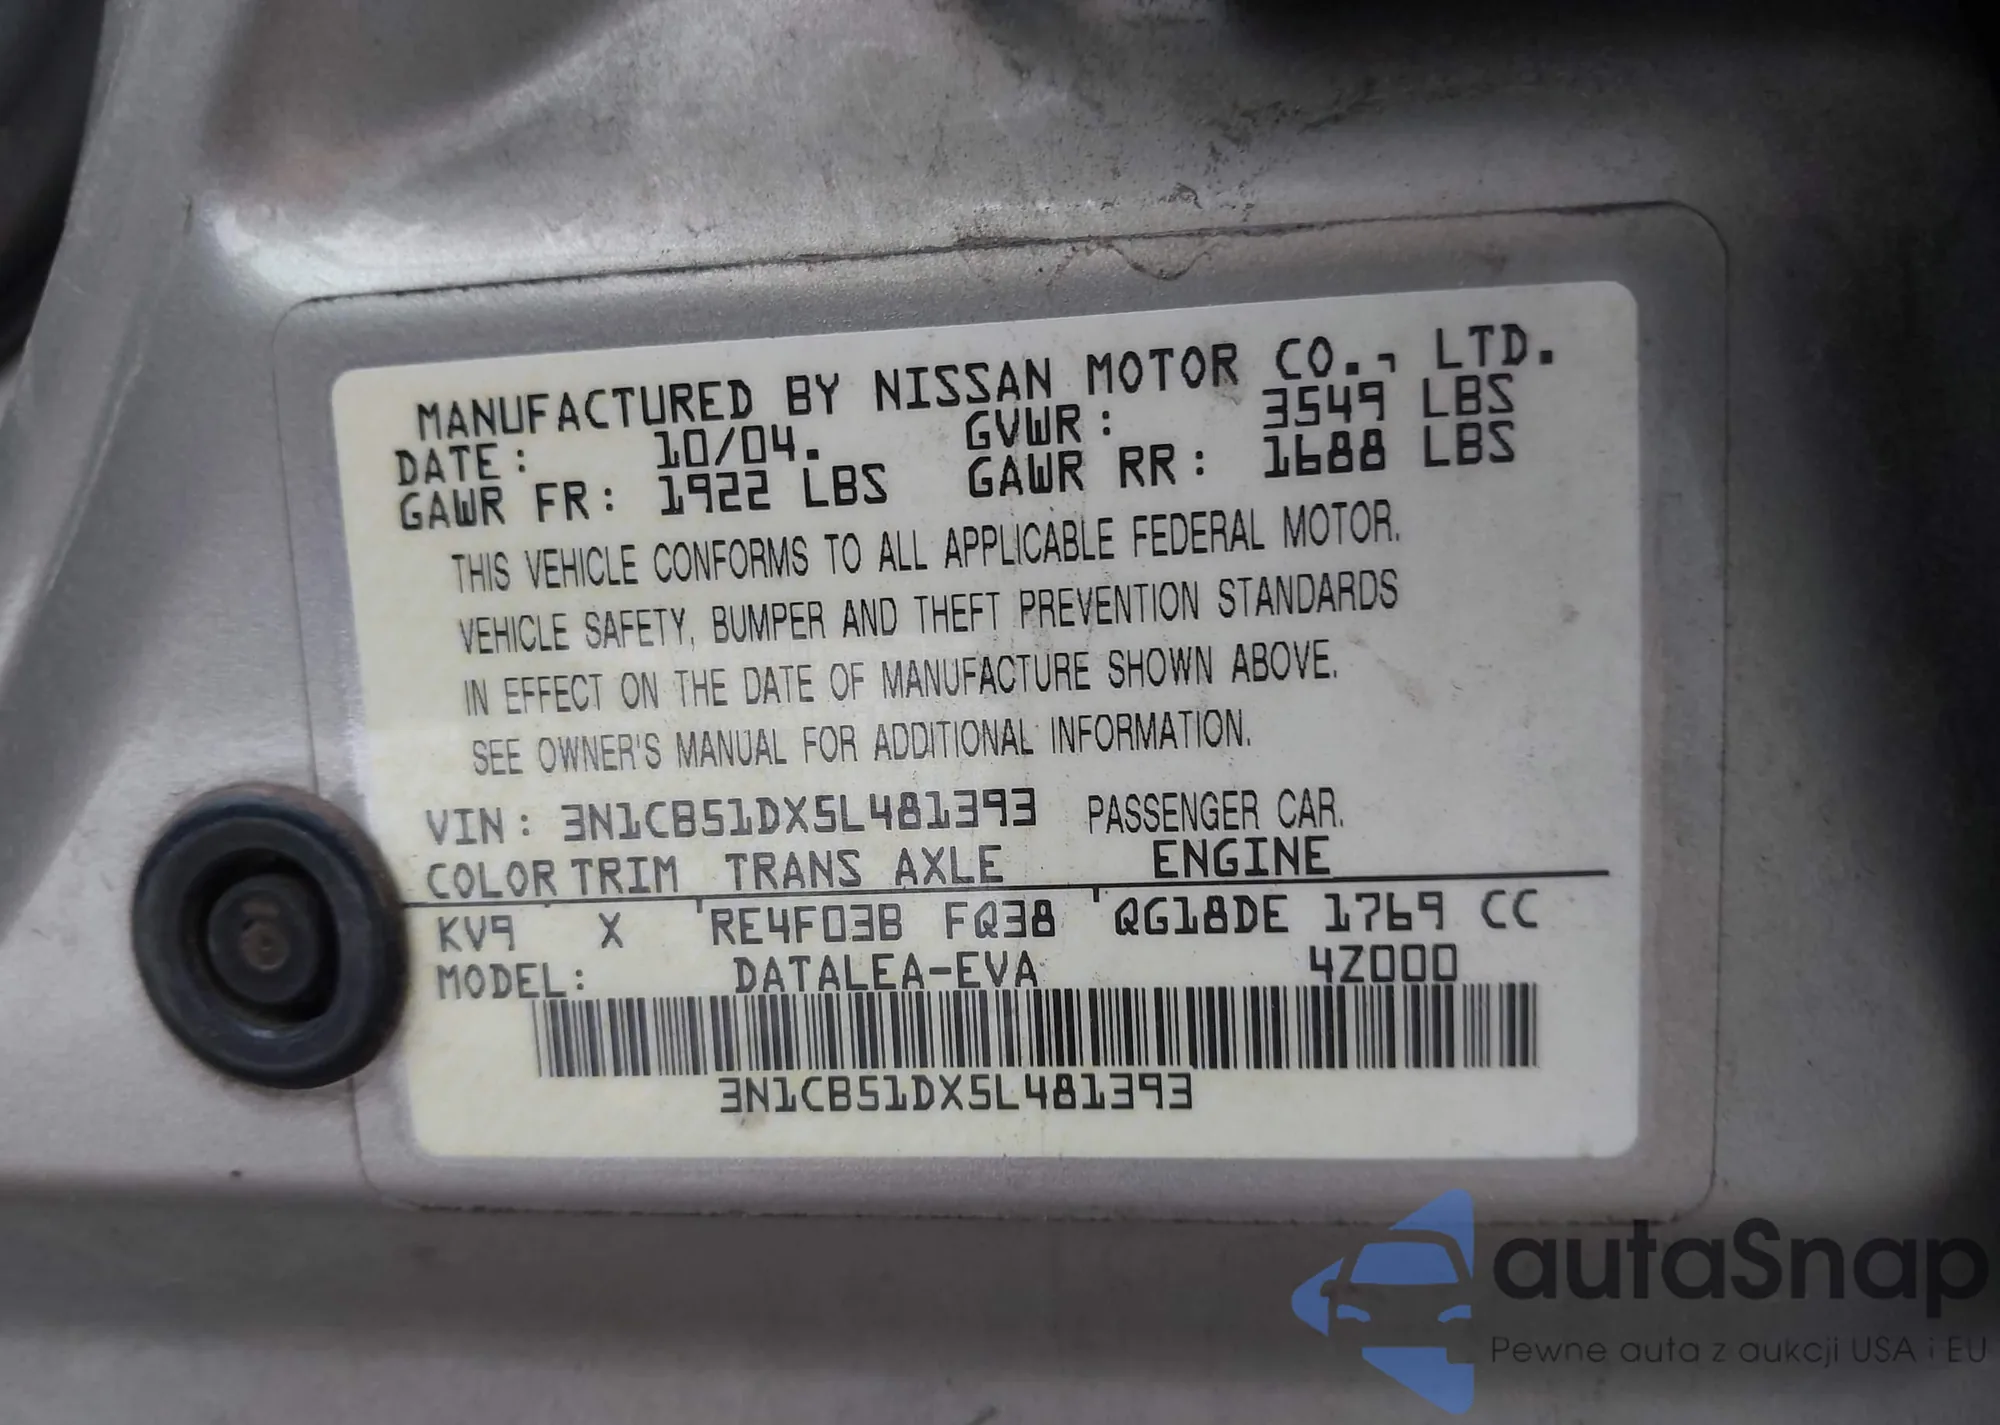 MANUFACTURED BY NISSAN MOTOR CO., LTD.
DATE: 10/04. GVWR: 3549 LBS
GAWR FR: 1922 LBS GAWR RR: 1688 LBS
THIS VEHICLE CONFORMS TO ALL APPLICABLE FEDERAL MOTOR.
VEHICLE SAFETY, BUMPER AND THEFT PREVENTION STANDARDS
IN EFFECT ON THE DATE OF MANUFACTURE SHOWN ABOVE.
SEE OWNER'S MANUAL FOR ADDITIONAL INFORMATION.
VIN: 3N1CB51DX5L481393 PASSENGER CAR.
COLOR TRIM TRANS AXLE ENGINE
KV9 X RE4F03B FQ38 QG18DE 1769 CC
MODEL: DATALEA-EVA 4Z000
3N1CB51DX5L481393
autaSnap
Pewne auta z aukcji USA i EU